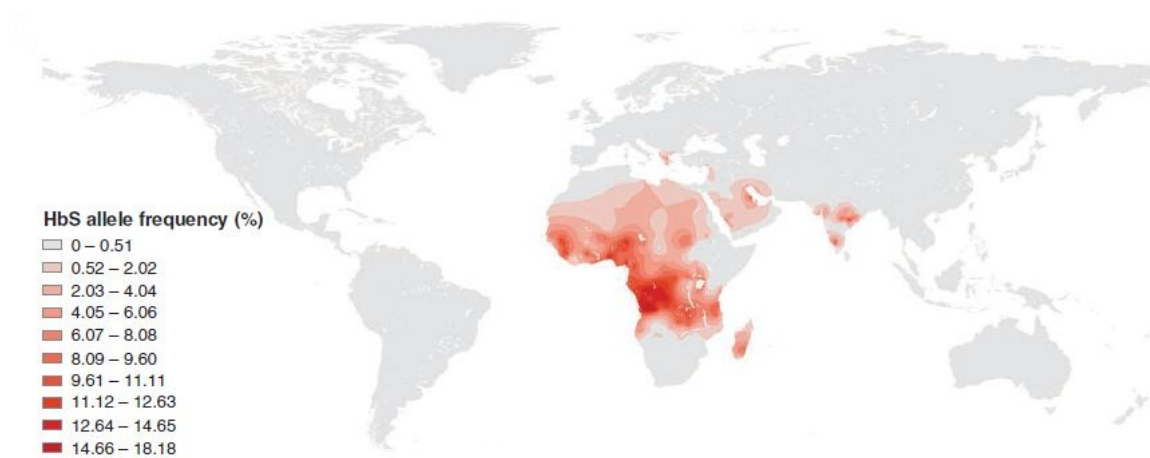 HbS allele frequency (%)
0 – 0.51
0.52 – 2.02
2.03 – 4.04
4.05 – 6.06
6.07 – 8.08
8.09 – 9.60
9.61 – 11.11
11.12 – 12.63
12.64 – 14.65
14.66 – 18.18